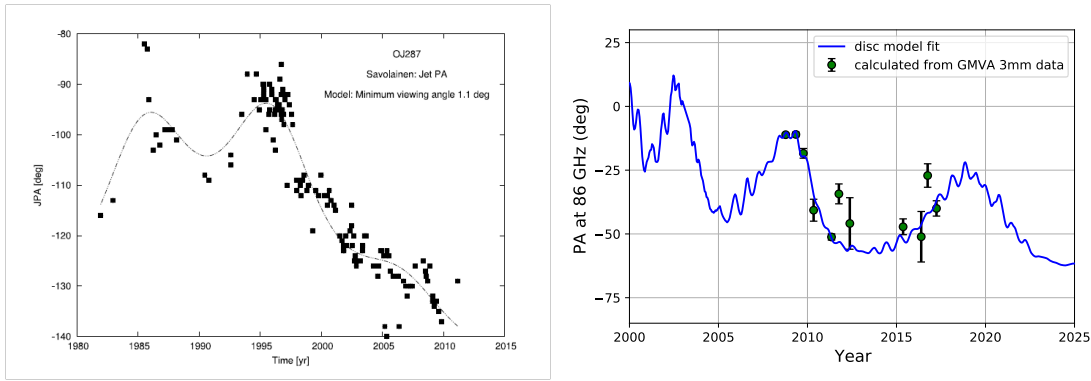 -80
-90
-100
-110
-120
-130
-140
JPA [deg]
OJ287
Savolainen: Jet PA
Model: Minimum viewing angle 1.1 deg
1980 1985 1990 1995 2000 2005 2010 2015
Time [yr]
25
0
−25
−50
−75
PA at 86 GHz (deg)
disc model fit
calculated from GMVA 3mm data
2000 2005 2010 2015 2020 2025
Year